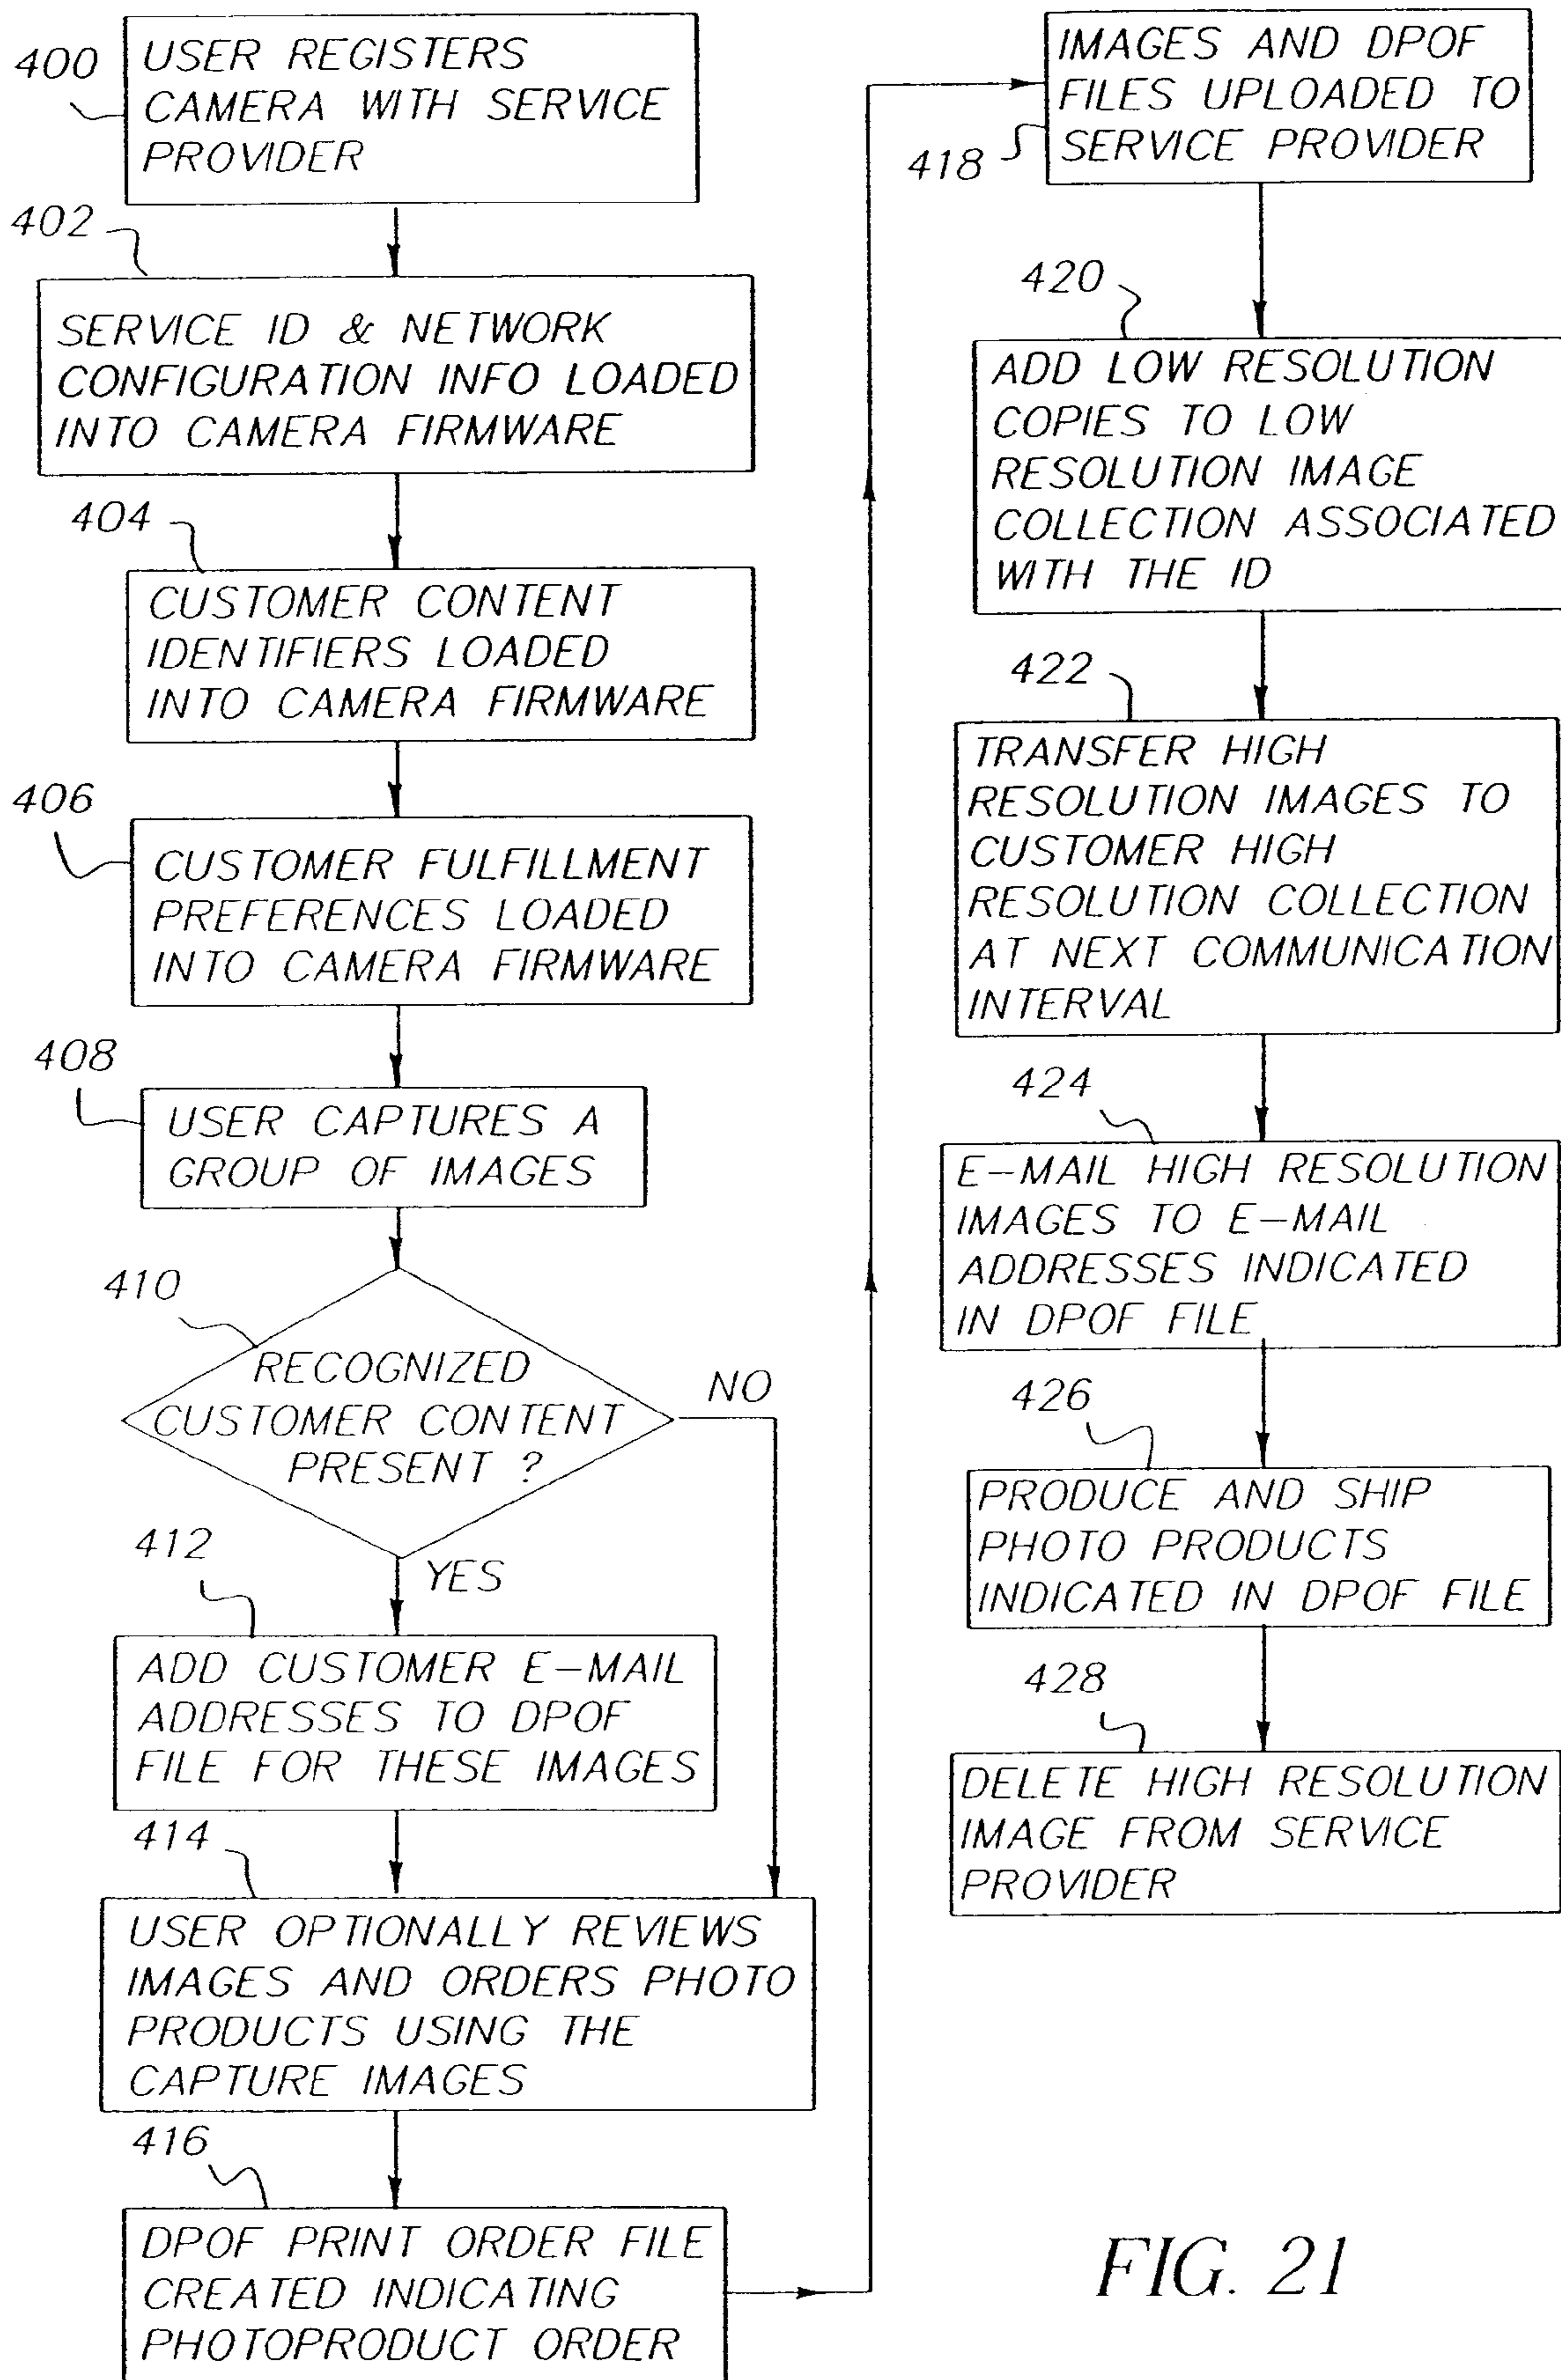 400
USER REGISTERS
CAMERA WITH SERVICE
PROVIDER
402
SERVICE ID & NETWORK
CONFIGURATION INFO LOADED
INTO CAMERA FIRMWARE
404
CUSTOMER CONTENT
IDENTIFIERS LOADED
INTO CAMERA FIRMWARE
406
CUSTOMER FULFILLMENT
PREFERENCES LOADED
INTO CAMERA FIRMWARE
408
USER CAPTURES A
GROUP OF IMAGES
410
RECOGNIZED
CUSTOMER CONTENT
PRESENT ?
NO
YES
412
ADD CUSTOMER E-MAIL
ADDRESSES TO DPOF
FILE FOR THESE IMAGES
414
USER OPTIONALLY REVIEWS
IMAGES AND ORDERS PHOTO
PRODUCTS USING THE
CAPTURE IMAGES
416
DPOF PRINT ORDER FILE
CREATED INDICATING
PHOTOPRODUCT ORDER
IMAGES AND DPOF
FILES UPLOADED TO
SERVICE PROVIDER
418
420
ADD LOW RESOLUTION
COPIES TO LOW
RESOLUTION IMAGE
COLLECTION ASSOCIATED
WITH THE ID
422
TRANSFER HIGH
RESOLUTION IMAGES TO
CUSTOMER HIGH
RESOLUTION COLLECTION
AT NEXT COMMUNICATION
INTERVAL
424
E-MAIL HIGH RESOLUTION
IMAGES TO E-MAIL
ADDRESSES INDICATED
IN DPOF FILE
426
PRODUCE AND SHIP
PHOTO PRODUCTS
INDICATED IN DPOF FILE
428
DELETE HIGH RESOLUTION
IMAGE FROM SERVICE
PROVIDER
FIG. 21